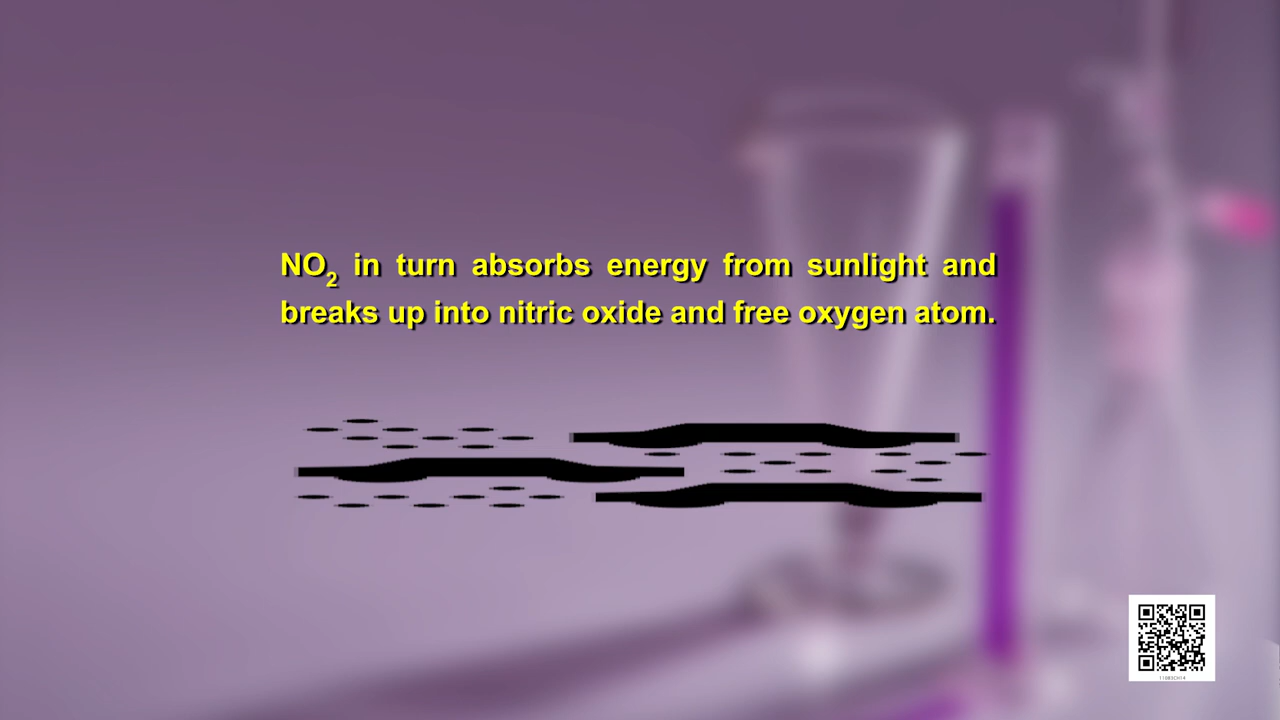 NO₂ in turn absorbs energy from sunlight and
breaks up into nitric oxide and free oxygen atom.